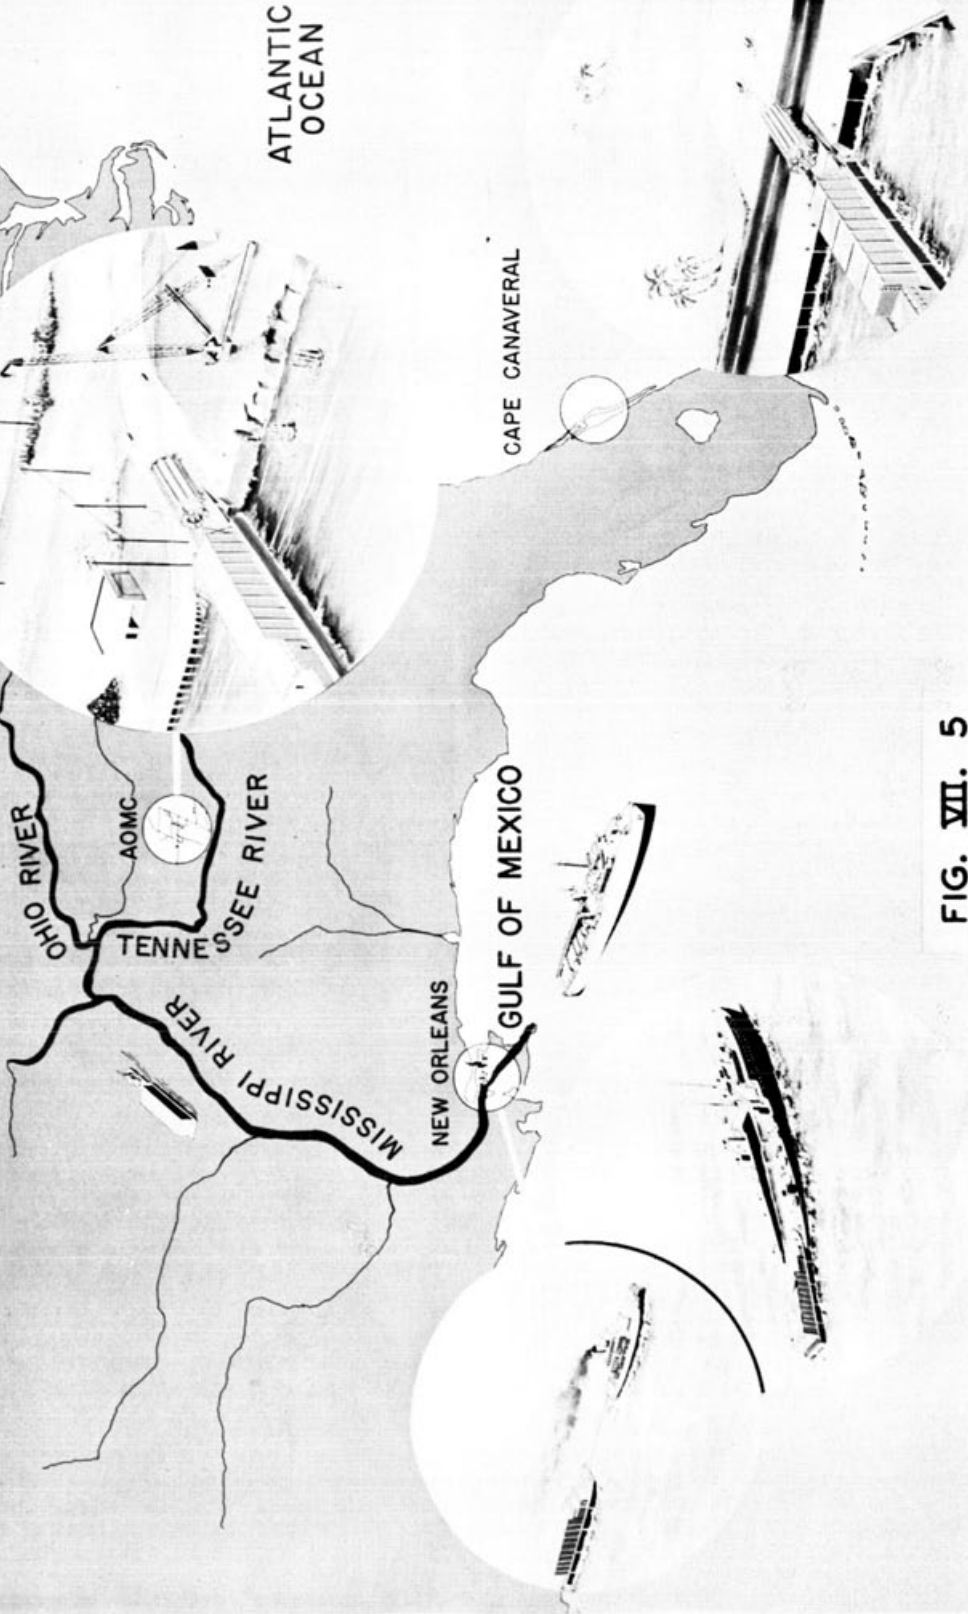 ATLANTIC
OCEAN
OHIO RIVER
AOMC
TENNESSEE RIVER
MISSISSIPPI RIVER
NEW ORLEANS
GULF OF MEXICO
CAPE CANAVERAL
FIG. VII. 5